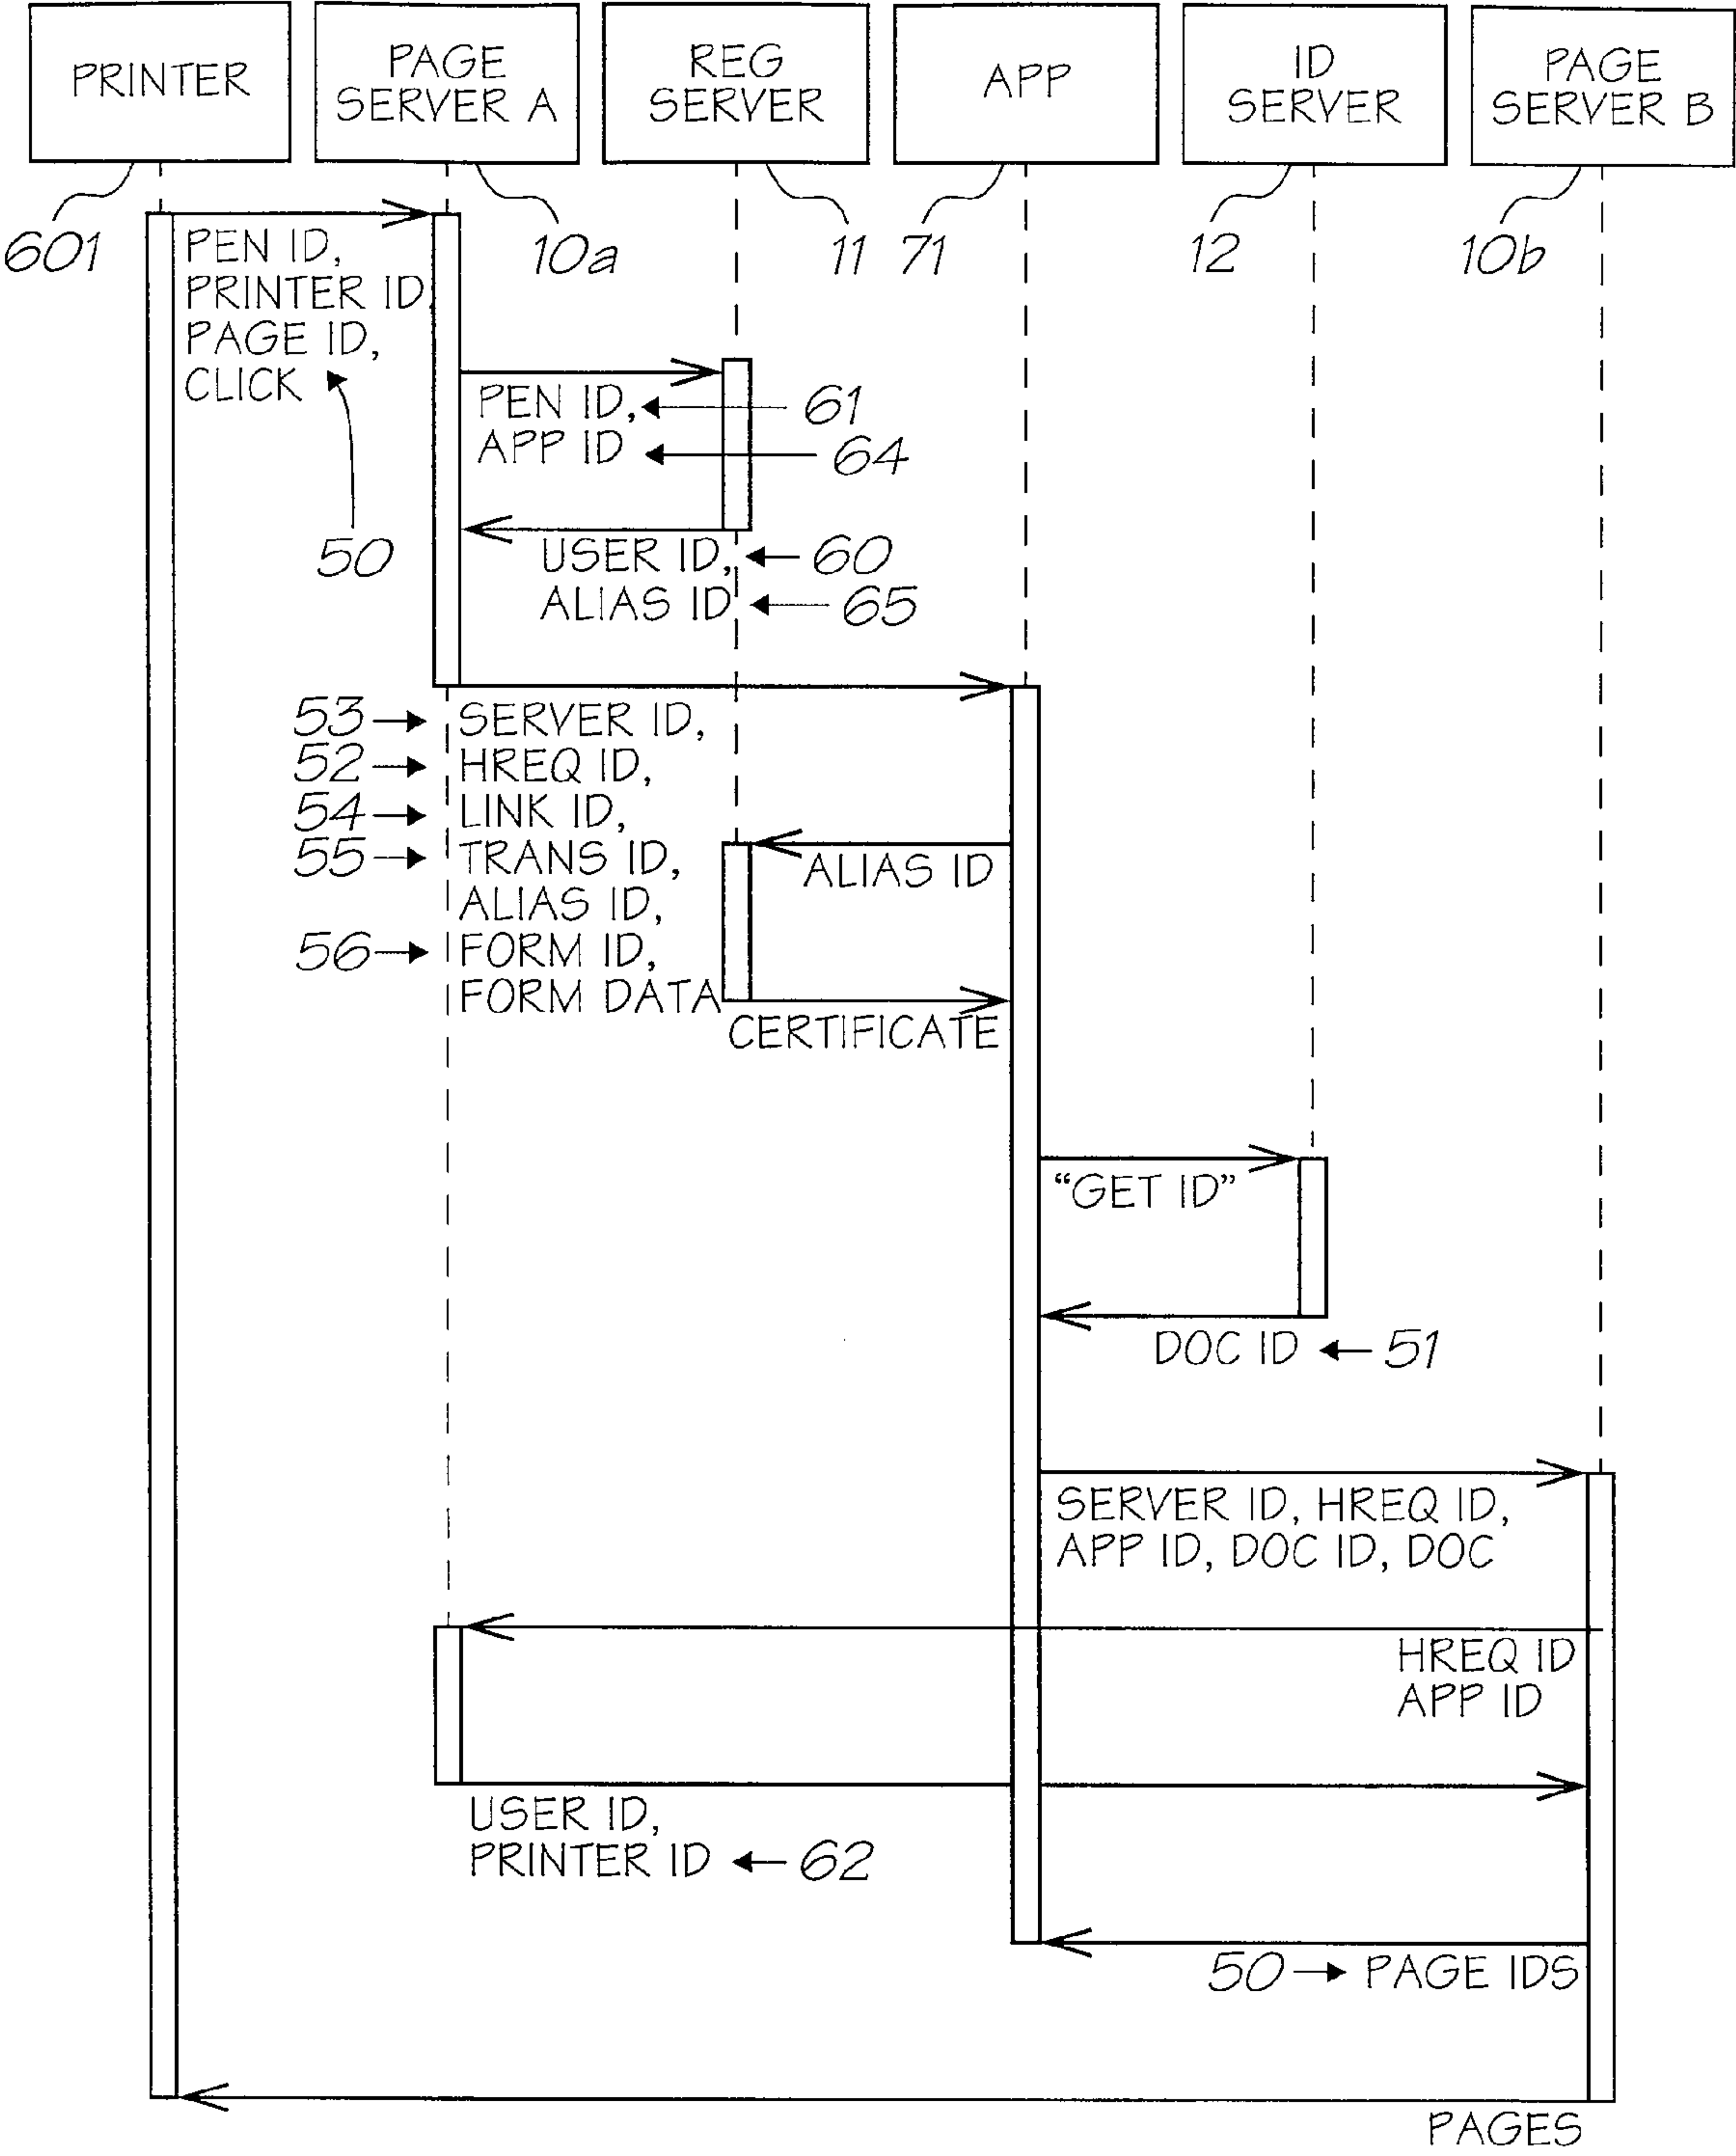 PRINTER
PAGE
SERVER A
REG
SERVER
APP
ID
SERVER
PAGE
SERVER B
601
10a
11
71
12
10b
PEN ID,
PRINTER ID
PAGE ID,
CLICK
50
PEN ID,
61
APP ID
64
USER ID,
60
ALIAS ID
65
53
SERVER ID,
52
HREQ ID,
54
LINK ID,
55
TRANS ID,
ALIAS ID,
56
FORM ID,
FORM DATA
ALIAS ID
CERTIFICATE
“GET ID”
DOC ID
51
SERVER ID, HREQ ID,
APP ID, DOC ID, DOC
HREQ ID
APP ID
USER ID,
PRINTER ID
62
50
PAGE IDS
PAGES